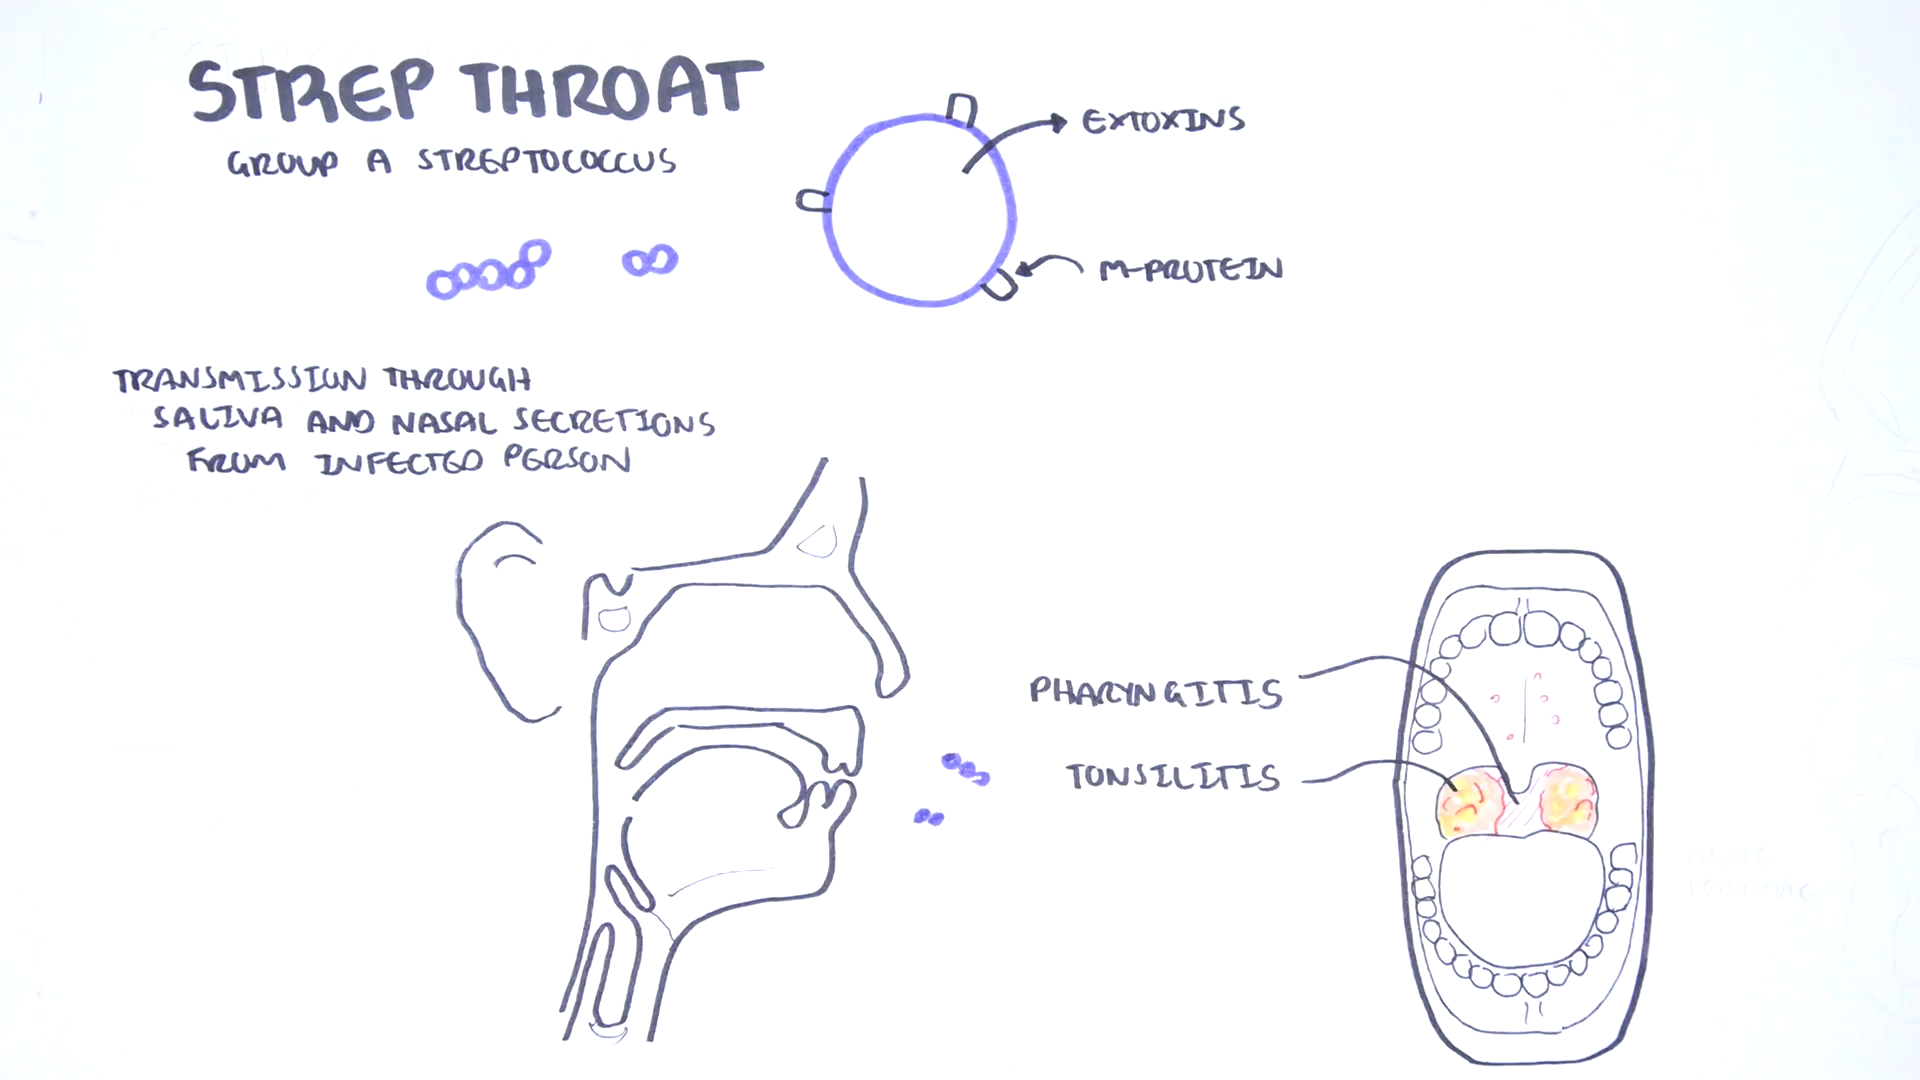 STREP THROAT
GROUP A STREPTOCOCCUS
EXTOXINS
M-PROTEIN
TRANSMISSION THROUGH
SALIVA AND NASAL SECRETIONS
FROM INFECTED PERSON
PHARYNGITIS
TONSILITIS